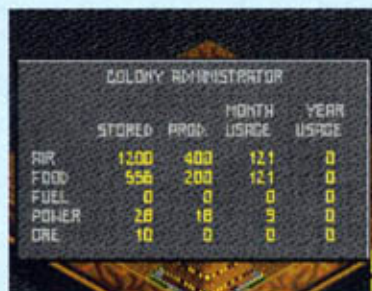 COLONY ADMINISTRATOR
MONTH YEAR
STORED PROD. USAGE USAGE
AIR 1200 400 121 0
FOOD 556 200 121 0
FUEL 0 0 0 0
POWER 28 18 9 0
ORE 10 0 0 0